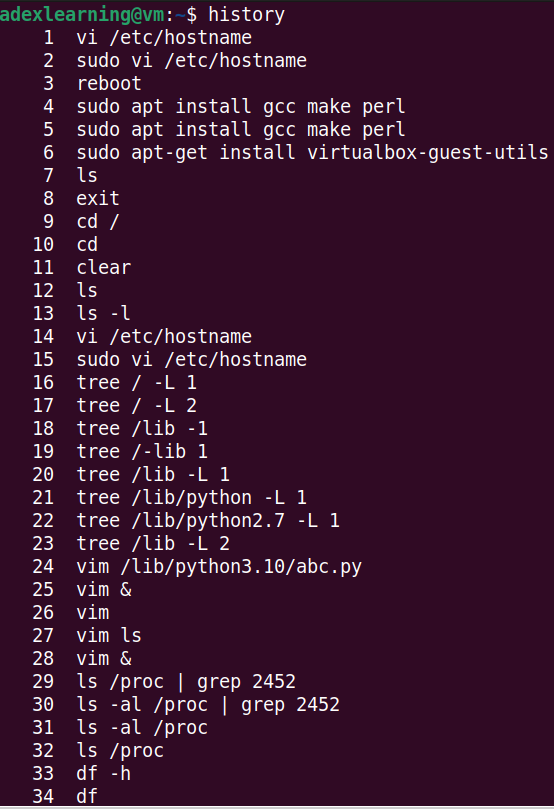 adexlearning@vm:~$ history
1 vi /etc/hostname
2 sudo vi /etc/hostname
3 reboot
4 sudo apt install gcc make perl
5 sudo apt install gcc make perl
6 sudo apt-get install virtualbox-guest-utils
7 ls
8 exit
9 cd /
10 cd
11 clear
12 ls
13 ls -l
14 vi /etc/hostname
15 sudo vi /etc/hostname
16 tree / -L 1
17 tree / -L 2
18 tree /lib -1
19 tree /-lib 1
20 tree /lib -L 1
21 tree /lib/python -L 1
22 tree /lib/python2.7 -L 1
23 tree /lib -L 2
24 vim /lib/python3.10/abc.py
25 vim &
26 vim
27 vim ls
28 vim &
29 ls /proc | grep 2452
30 ls -al /proc | grep 2452
31 ls -al /proc
32 ls /proc
33 df -h
34 df